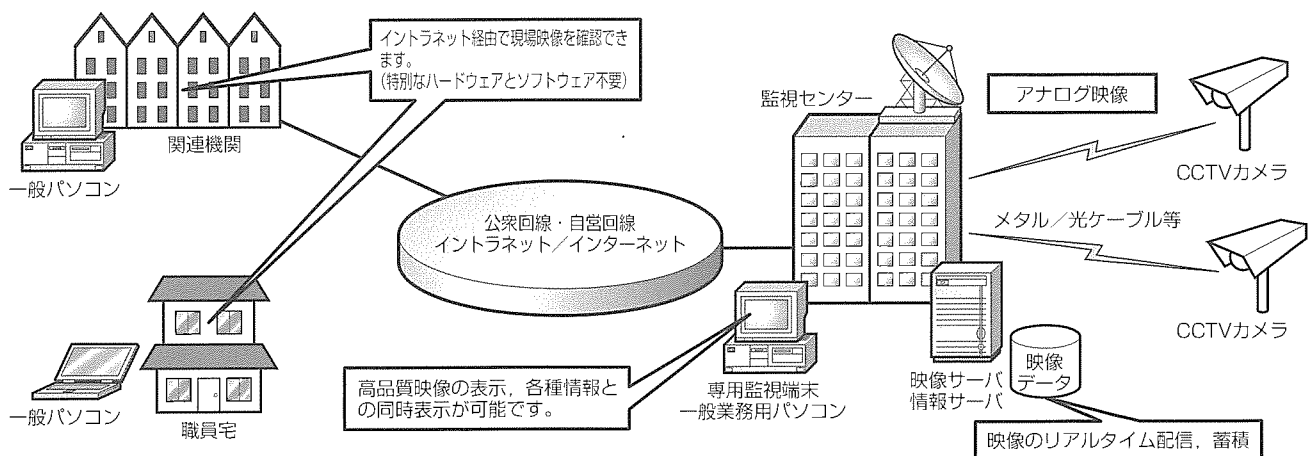 イントラネット経由で現場映像を確認でき
ます。
(特別なハードウェアとソフトウェア不要)
関連機関
一般パソコン
監視センター
アナログ映像
CCTVカメラ
公衆回線・自営回線
イントラネット／インターネット
メタル／光ケーブル等
CCTVカメラ
一般パソコン
職員宅
高品質映像の表示，各種情報と
の同時表示が可能です。
専用監視端末
一般業務用パソコン
映像サーバ
情報サーバ
映像
データ
映像のリアルタイム配信，蓄積